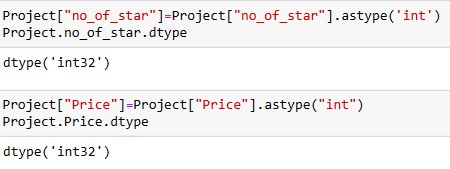 Project["no_of_star"]=Project["no_of_star"].astype('int')
Project.no_of_star.dtype
dtype('int32')
Project["Price"]=Project["Price"].astype("int")
Project.Price.dtype
dtype('int32')